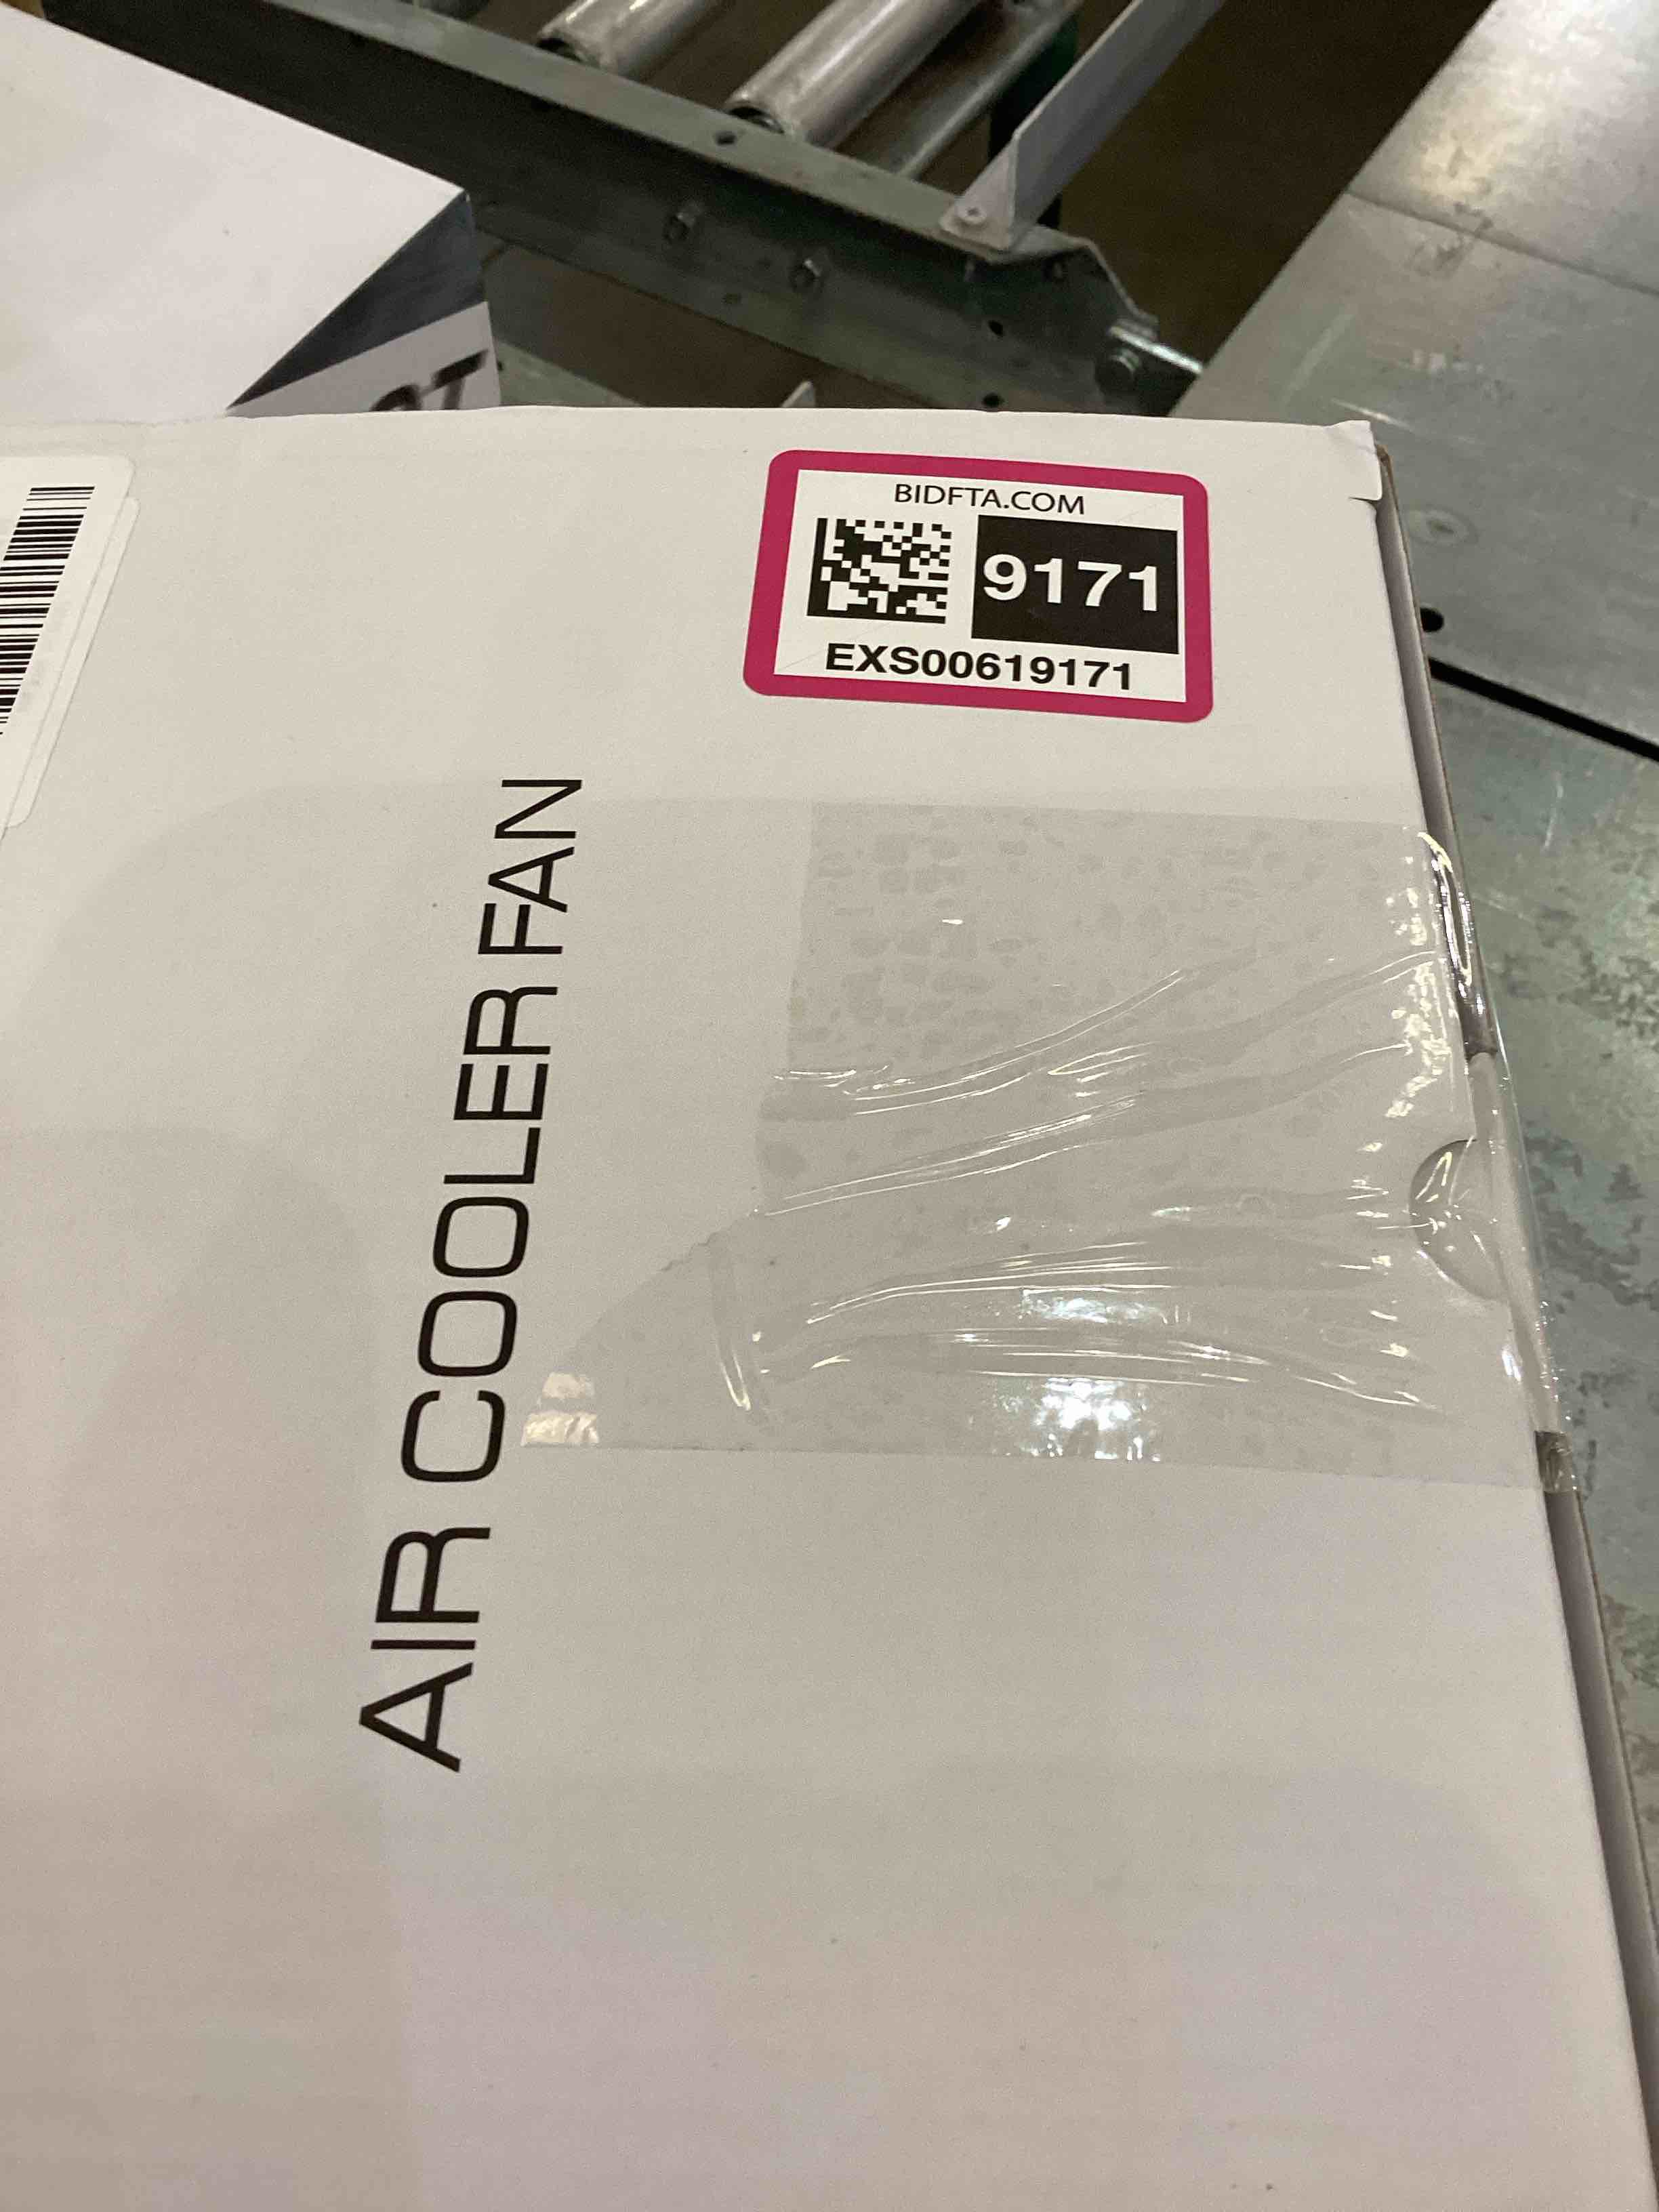 BIDFTA.COM
9171
EXS00619171
AIR COOLER FAN